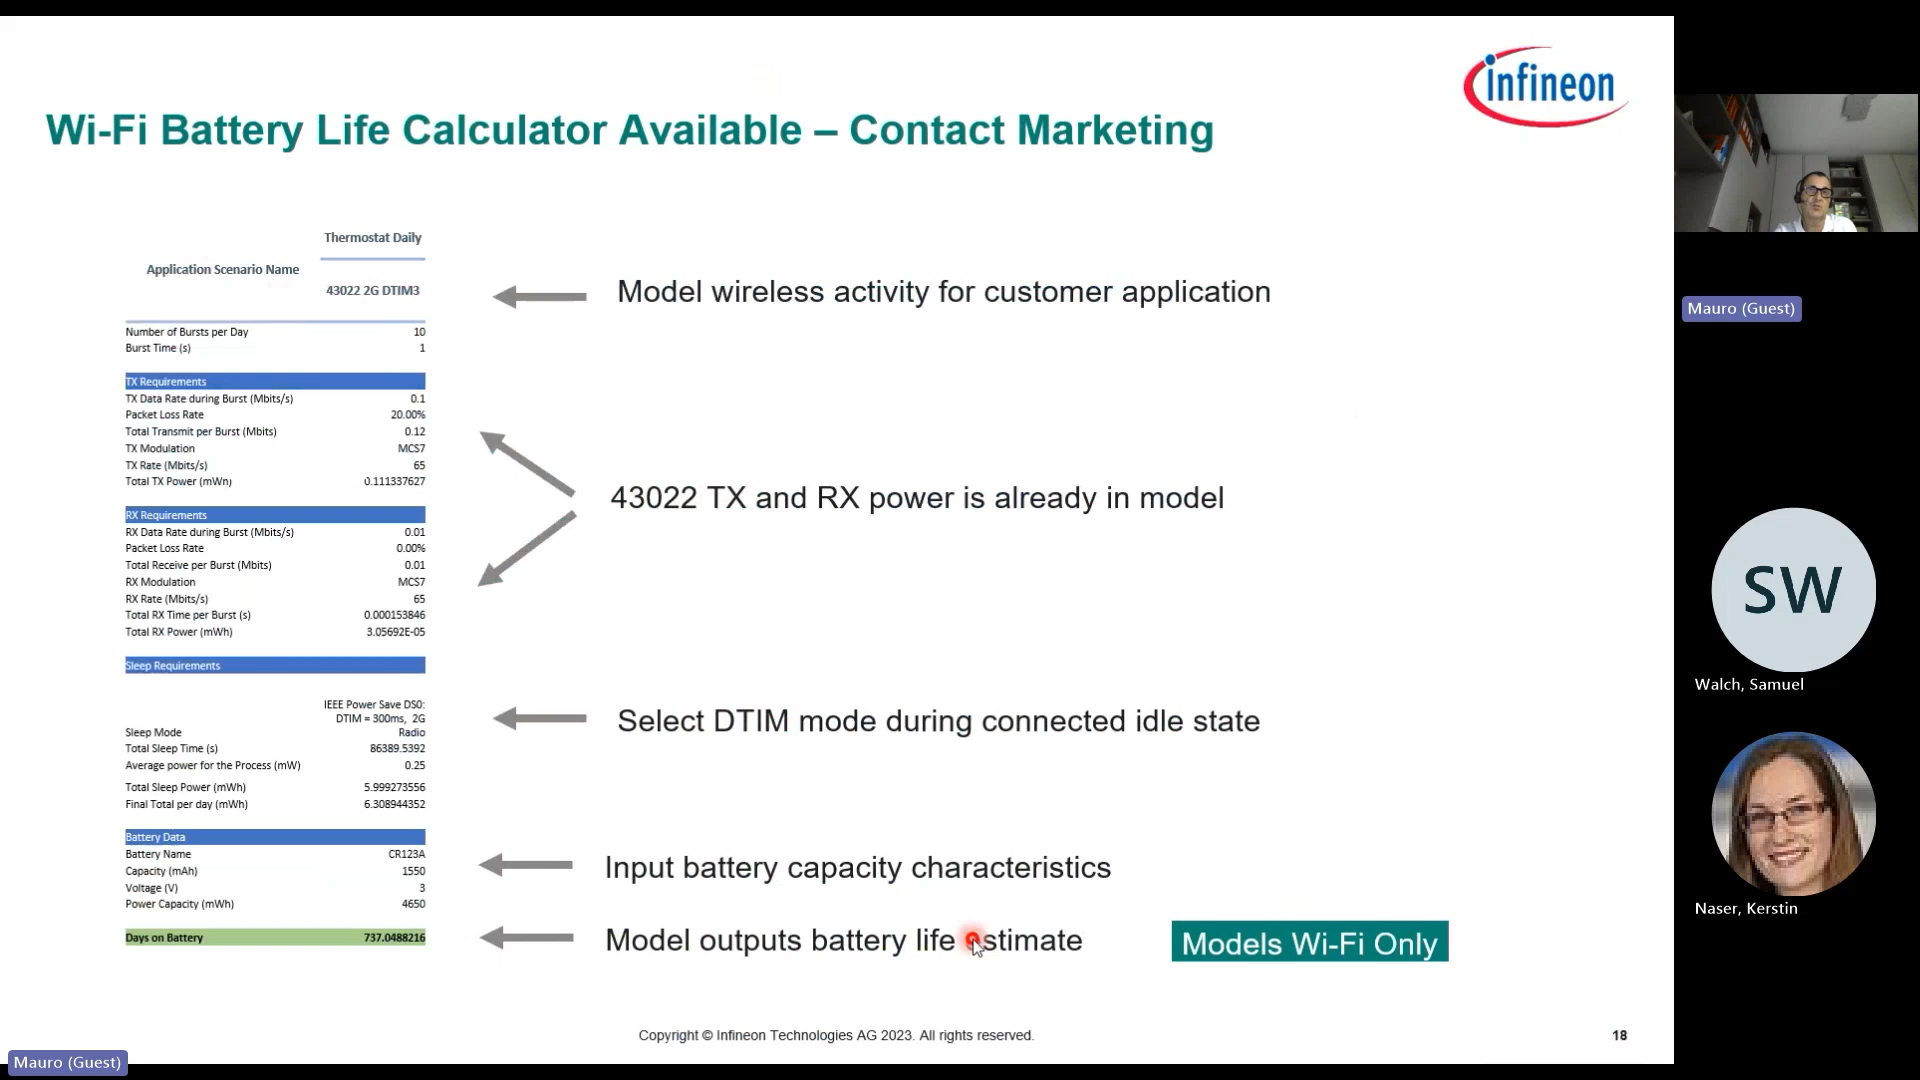 infineon
Wi-Fi Battery Life Calculator Available – Contact Marketing
Thermostat Daily
Application Scenario Name
43022 2G DTIM3
Number of Bursts per Day 10
Burst Time (s) 1
TX Requirements
TX Data Rate during Burst (Mbits/s) 0.1
Packet Loss Rate 20.00%
Total Transmit per Burst (Mbits) 0.12
TX Modulation MCS7
TX Rate (Mbits/s) 65
Total TX Power (mWn) 0.111337627
RX Requirements
RX Data Rate during Burst (Mbits/s) 0.01
Packet Loss Rate 0.00%
Total Receive per Burst (Mbits) 0.01
RX Modulation MCS7
RX Rate (Mbits/s) 65
Total RX Time per Burst (s) 0.000153846
Total RX Power (mWh) 3.05692E-05
Sleep Requirements
IEEE Power Save DS0:
DTIM = 300ms, 2G
Sleep Mode Radio
Total Sleep Time (s) 86389.5392
Average power for the Process (mW) 0.25
Total Sleep Power (mWh) 5.999273556
Final Total per day (mWh) 6.308944352
Battery Data
Battery Name CR123A
Capacity (mAh) 1550
Voltage (V) 3
Power Capacity (mWh) 4650
Days on Battery 737.0488216
Model wireless activity for customer application
43022 TX and RX power is already in model
Select DTIM mode during connected idle state
Input battery capacity characteristics
Model outputs battery life estimate
Models Wi-Fi Only
Copyright © Infineon Technologies AG 2023. All rights reserved.
18
Mauro (Guest)
Mauro (Guest)
SW
Walch, Samuel
Naser, Kerstin